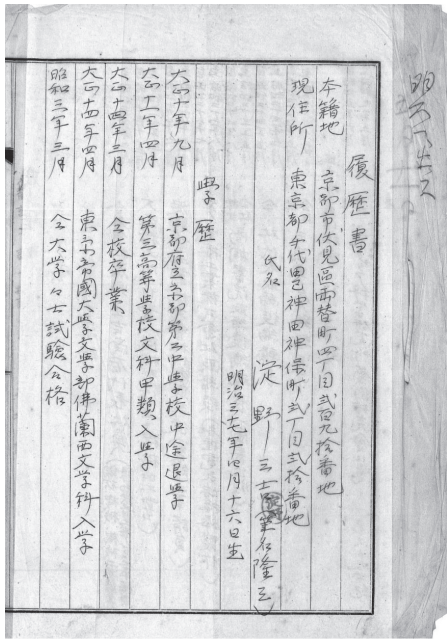 履歴書
本籍地　京都市伏見區両替町四丁目弐百九拾番地
現住所　東京都千代田区神田神保町弐丁目弐拾番地
氏名　淀野三吉（筆名隆三）
明治三七年四月十六日生
学歴
大正十年九月　京都府立京都第二中学校中途退学
大正十一年四月　第三高等学校文科甲類入学
大正十四年三月　仝校卒業
大正十四年四月　東京帝國大学文学部佛蘭西文学科入学
昭和三年三月　仝大学々士試験合格